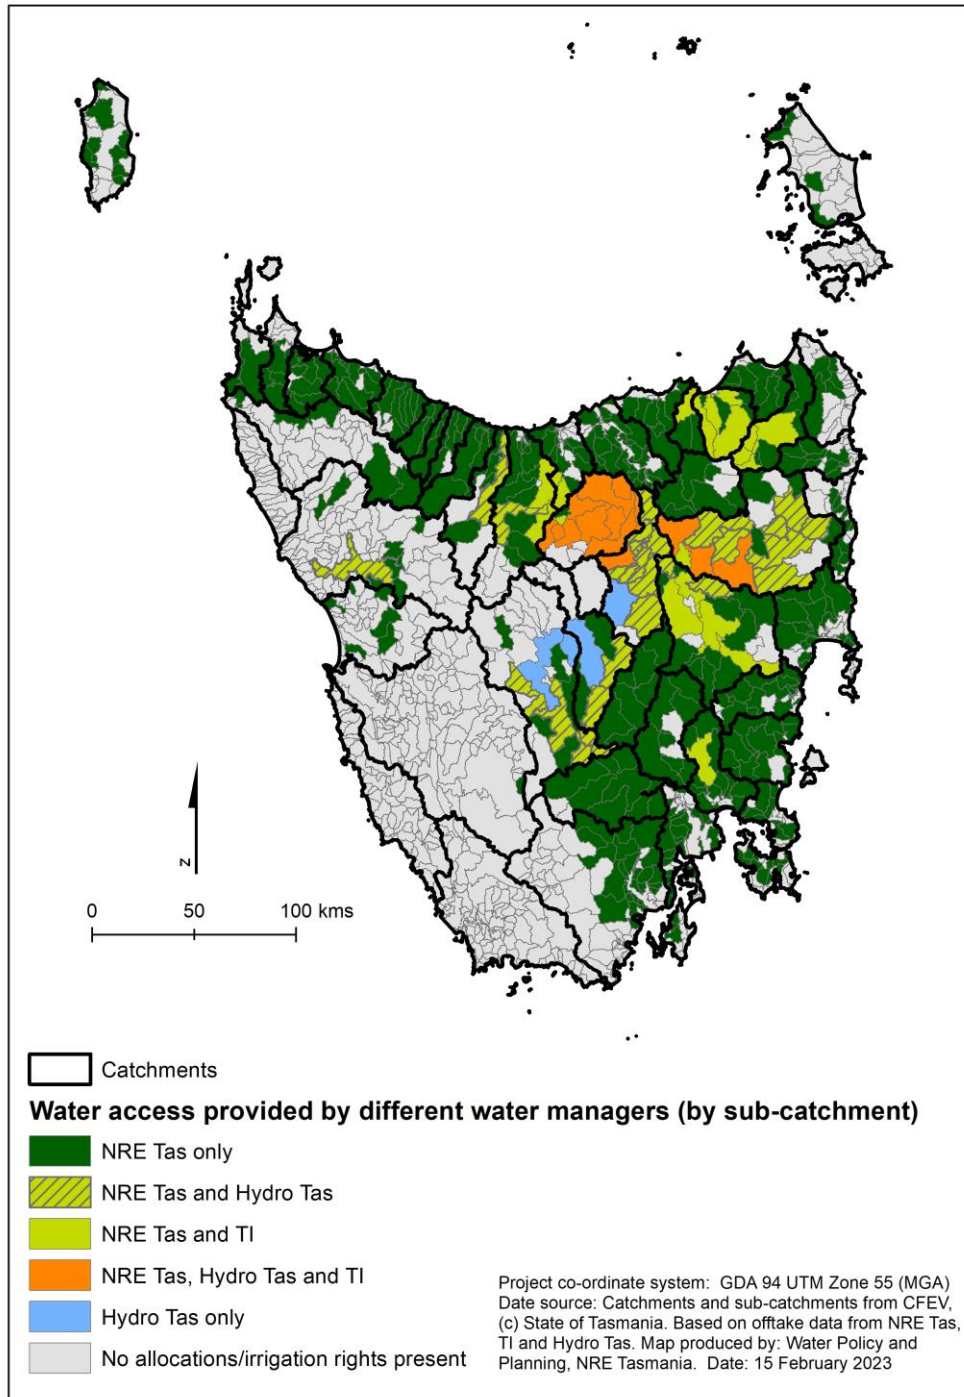 z
0 50 100 kms
Catchments
Water access provided by different water managers (by sub-catchment)
NRE Tas only
NRE Tas and Hydro Tas
NRE Tas and TI
NRE Tas, Hydro Tas and TI
Hydro Tas only
No allocations/irrigation rights present
Project co-ordinate system: GDA 94 UTM Zone 55 (MGA)
Date source: Catchments and sub-catchments from CFEV,
(c) State of Tasmania. Based on offtake data from NRE Tas,
TI and Hydro Tas. Map produced by: Water Policy and
Planning, NRE Tasmania. Date: 15 February 2023